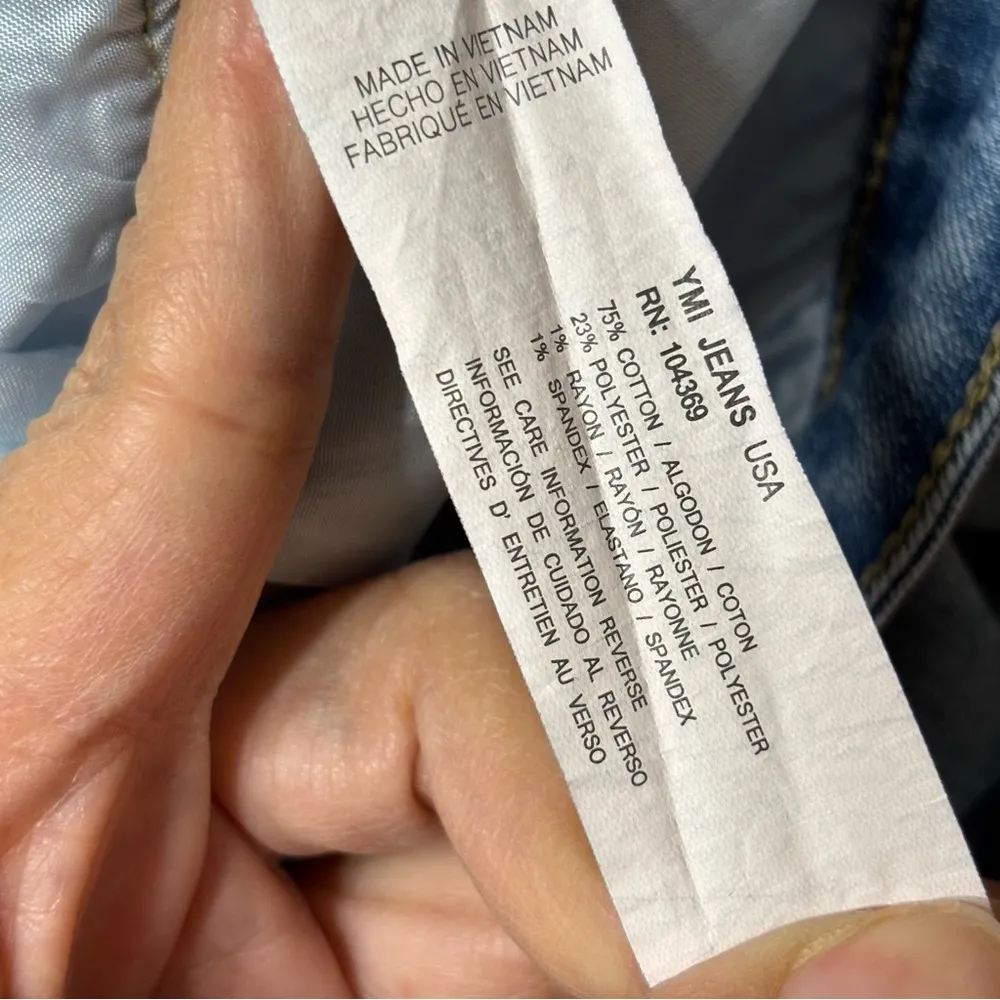 MADE IN VIETNAM
HECHO EN VIETNAM
FABRIQUÉ EN VIETNAM
YMI JEANS USA
RN: 104369
75% COTTON / ALGODON / COTON
23% POLYESTER / POLIESTER / POLYESTER
1% RAYON / RAYÓN / RAYONNE
1% SPANDEX / ELASTANO / SPANDEX
SEE CARE INFORMATION REVERSE
INFORMACIÓN DE CUIDADO AL REVERSO
DIRECTIVES D' ENTRETIEN AU VERSO